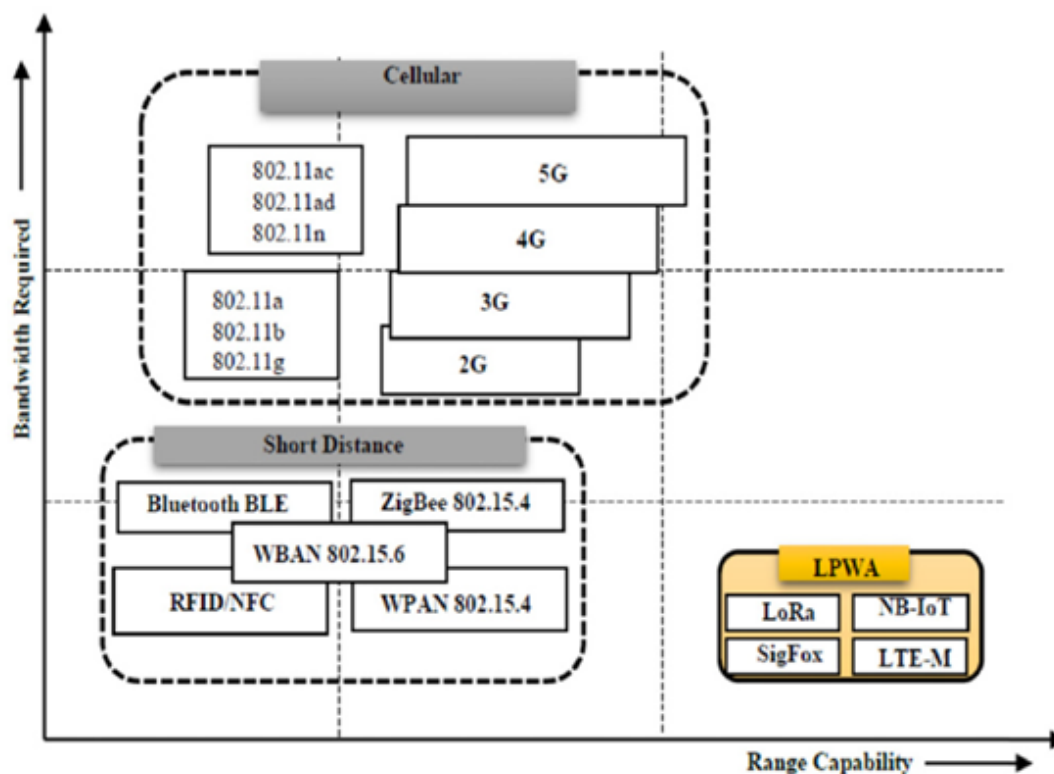 Bandwidth Required
Cellular
802.11ac
802.11ad
802.11n
5G
4G
802.11a
802.11b
802.11g
3G
2G
Short Distance
Bluetooth BLE
ZigBee 802.15.4
WBAN 802.15.6
RFID/NFC
WPAN 802.15.4
LPWA
LoRa
NB-IoT
SigFox
LTE-M
Range Capability